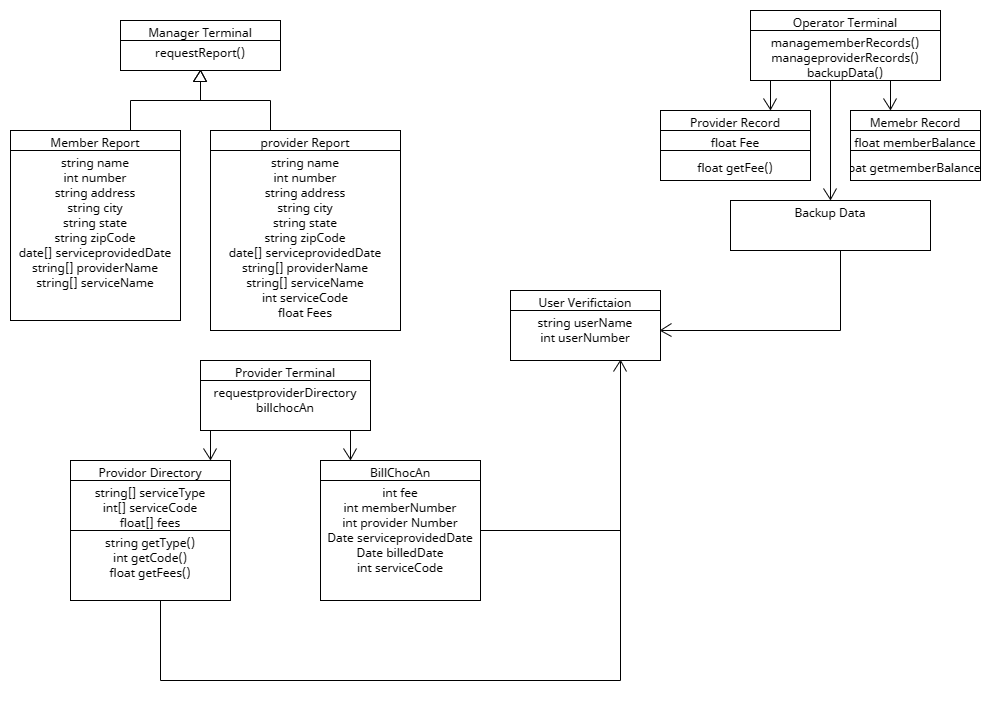 Manager Terminal
requestReport()
Operator Terminal
managememberRecords()
manageproviderRecords()
backupData()
Provider Record
float Fee
float getFee()
Memebr Record
float memberBalance
oat getmemberBalance
Backup Data
Member Report
string name
int number
string address
string city
string state
string zipCode
date[] serviceprovidedDate
string[] providerName
string[] serviceName
provider Report
string name
int number
string address
string city
string state
string zipCode
date[] serviceprovidedDate
string[] providerName
string[] serviceName
int serviceCode
float Fees
User Verifictaion
string userName
int userNumber
Provider Terminal
requestproviderDirectory
billchocAn
Providor Directory
string[] serviceType
int[] serviceCode
float[] fees
string getType()
int getCode()
float getFees()
BillChocAn
int fee
int memberNumber
int provider Number
Date serviceprovidedDate
Date billedDate
int serviceCode